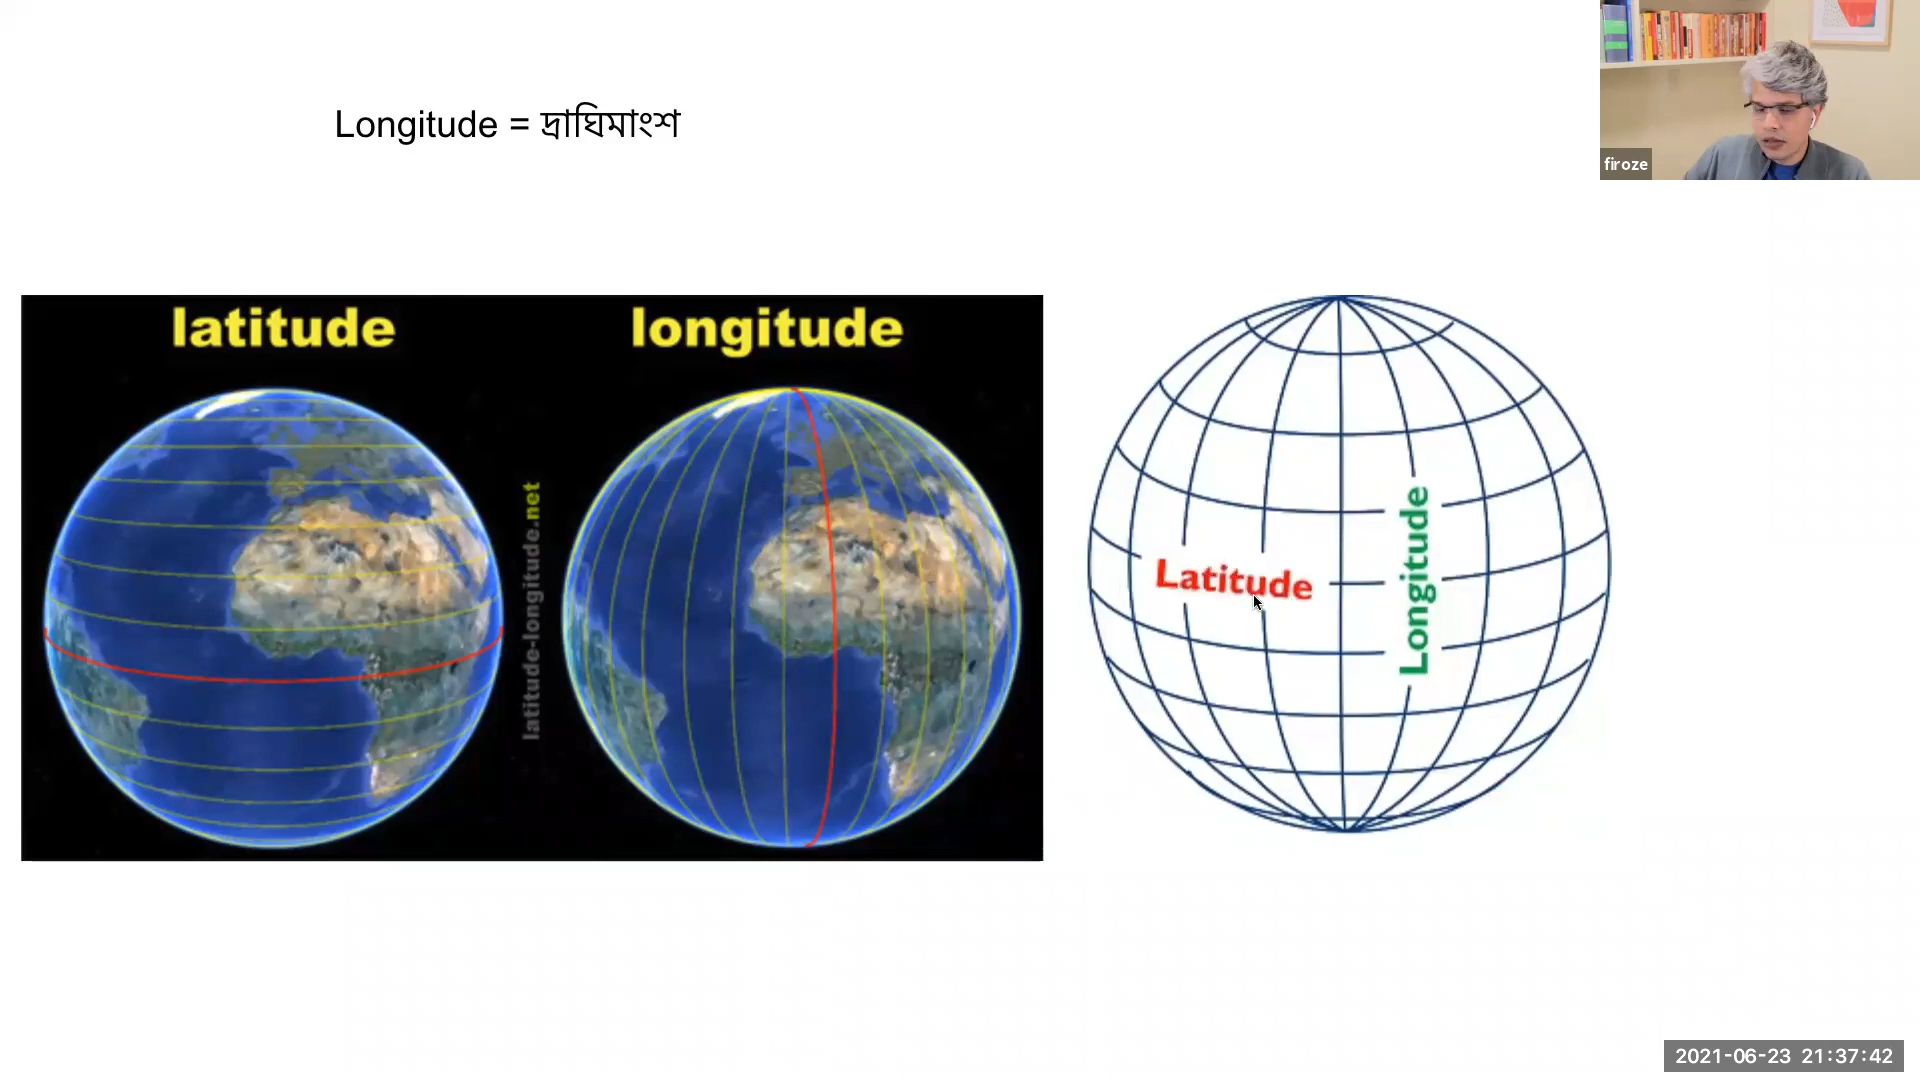 Longitude = দ্রাঘিমাংশ
firoze
latitude
longitude
latitude-longitude.net
Latitude
Longitude
2021-06-23 21:37:42